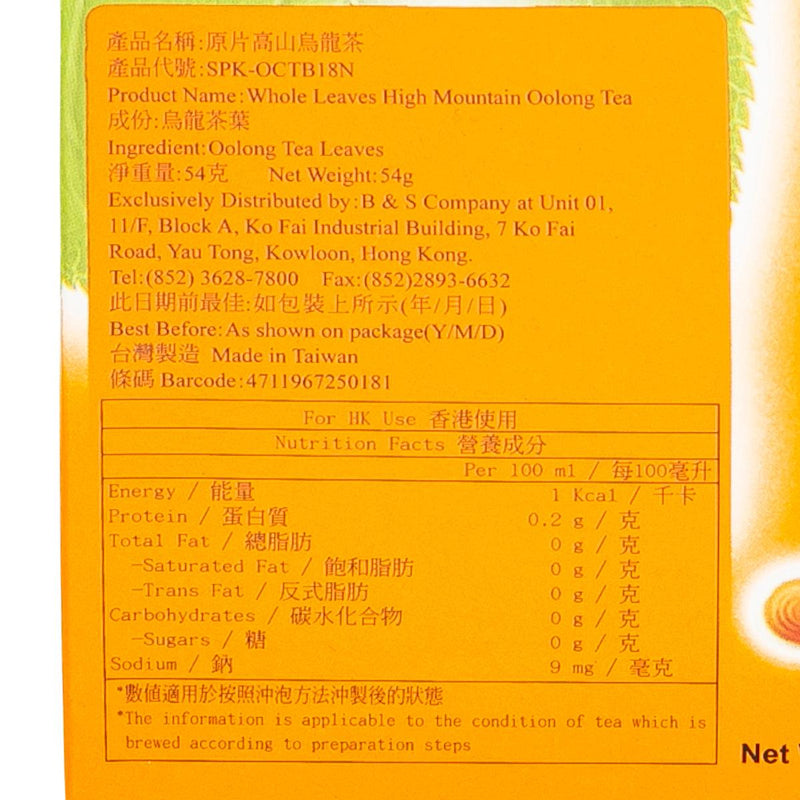 產品名稱:原片高山烏龍茶
產品代號:SPK-OCTB18N
Product Name:Whole Leaves High Mountain Oolong Tea
成份:烏龍茶葉
Ingredient:Oolong Tea Leaves
淨重量:54克 Net Weight:54g
Exclusively Distributed by:B & S Company at Unit 01,
11/F, Block A, Ko Fai Industrial Building, 7 Ko Fai
Road, Yau Tong, Kowloon, Hong Kong.
Tel:(852) 3628-7800 Fax:(852)2893-6632
此日期前最佳:如包裝上所示(年/月/日)
Best Before:As shown on package(Y/M/D)
台灣製造 Made in Taiwan
條碼 Barcode:4711967250181
For HK Use 香港使用
Nutrition Facts 營養成分
Per 100 ml / 每100毫升
Energy / 能量 1 Kcal / 千卡
Protein / 蛋白質 0.2 g / 克
Total Fat / 總脂肪 0 g / 克
-Saturated Fat / 飽和脂肪 0 g / 克
-Trans Fat / 反式脂肪 0 g / 克
Carbohydrates / 碳水化合物 0 g / 克
-Sugars / 糖 0 g / 克
Sodium / 鈉 9 mg / 毫克
*數值適用於按照沖泡方法沖製後的狀態
*The information is applicable to the condition of tea which is
brewed according to preparation steps
Net